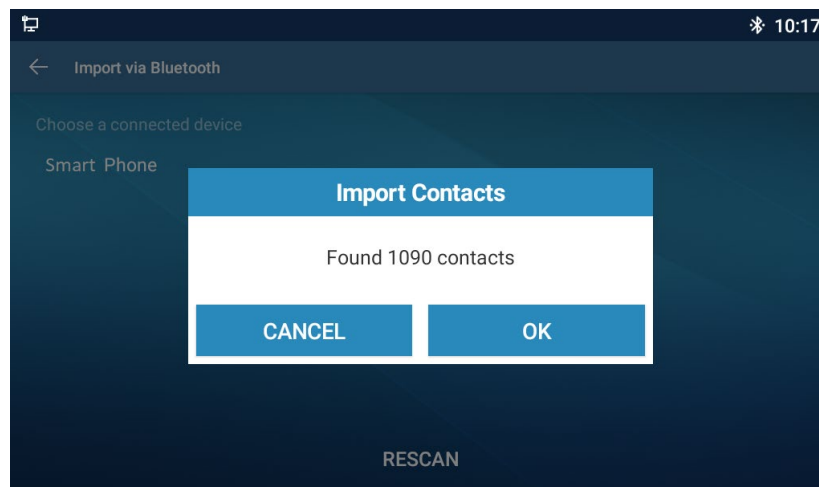 10:17
Import via Bluetooth
Choose a connected device
Smart Phone
Import Contacts
Found 1090 contacts
CANCEL OK
RESCAN